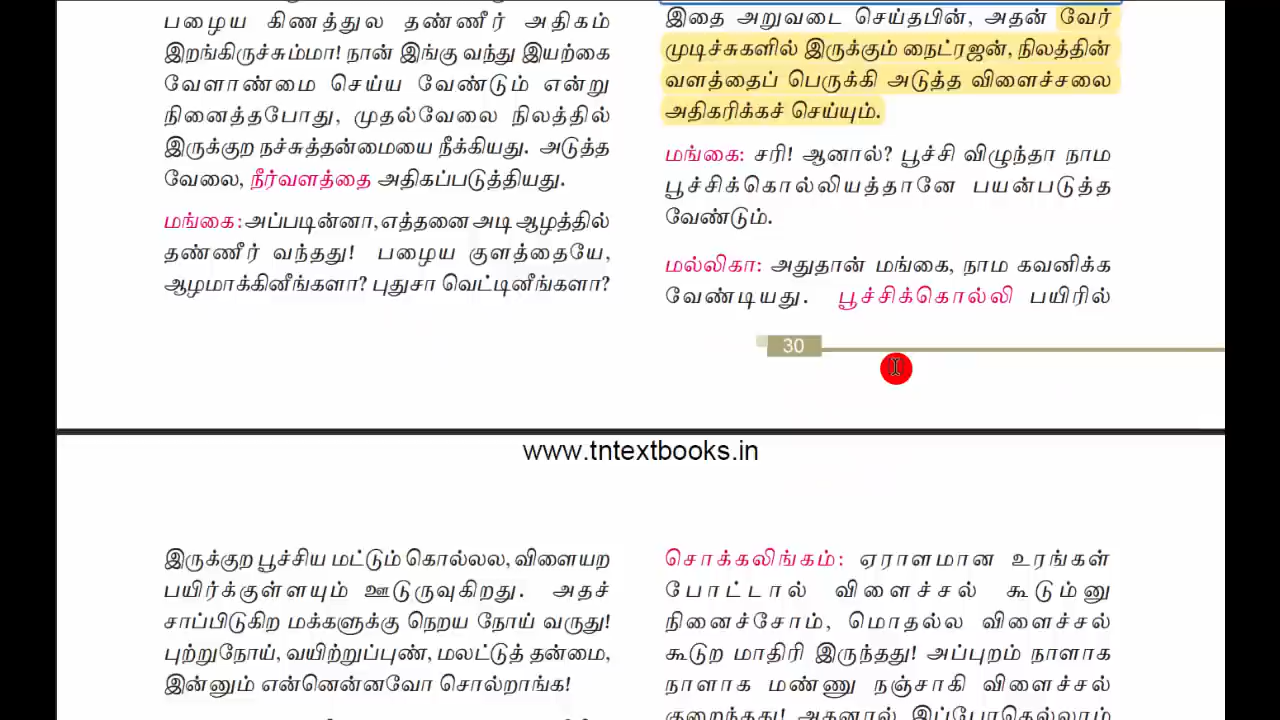 பழைய கிணத்துல தண்ணீர் அதிகம்
இறங்கிருச்சும்மா! நான் இங்கு வந்து இயற்கை
வேளாண்மை செய்ய வேண்டும் என்று
நினைத்தபோது, முதல்வேலை நிலத்தில்
இருக்குற நச்சுத்தன்மையை நீக்கியது. அடுத்த
வேலை, நீர்வளத்தை அதிகப்படுத்தியது.
மங்கை: அப்படின்னா, எத்தனை அடி ஆழத்தில்
தண்ணீர் வந்தது! பழைய குளத்தையே,
ஆழமாக்கினீங்களா? புதுசா வெட்டினீங்களா?
இதை அறுவடை செய்தபின், அதன் வேர்
முடிச்சுகளில் இருக்கும் நைட்ரஜன், நிலத்தின்
வளத்தைப் பெருக்கி அடுத்த விளைச்சலை
அதிகரிக்கச் செய்யும்.
மங்கை: சரி! ஆனால்? பூச்சி விழுந்தா நாம
பூச்சிக்கொல்லியத்தானே பயன்படுத்த
வேண்டும்.
மல்லிகா: அதுதான் மங்கை, நாம கவனிக்க
வேண்டியது. பூச்சிக்கொல்லி பயிரில்
30
www.tntextbooks.in
இருக்குற பூச்சிய மட்டும் கொல்லல, விளையற
பயிர்க்குள்ளயும் ஊடுருவுகிறது. அதச்
சாப்பிடுகிற மக்களுக்கு நெறய நோய் வருது!
புற்றுநோய், வயிற்றுப்புண், மலட்டுத் தன்மை,
இன்னும் என்னென்னவோ சொல்றாங்க!
சொக்கலிங்கம்: ஏராளமான உரங்கள்
போட்டால் விளைச்சல் கூடும்னு
நினைச்சோம், மொதல்ல விளைச்சல்
கூடுற மாதிரி இருந்தது! அப்புறம் நாளாக
நாளாக மண்ணு நஞ்சாகி விளைச்சல்
குறைந்தது! அதனால் இப்போதெல்லாம்